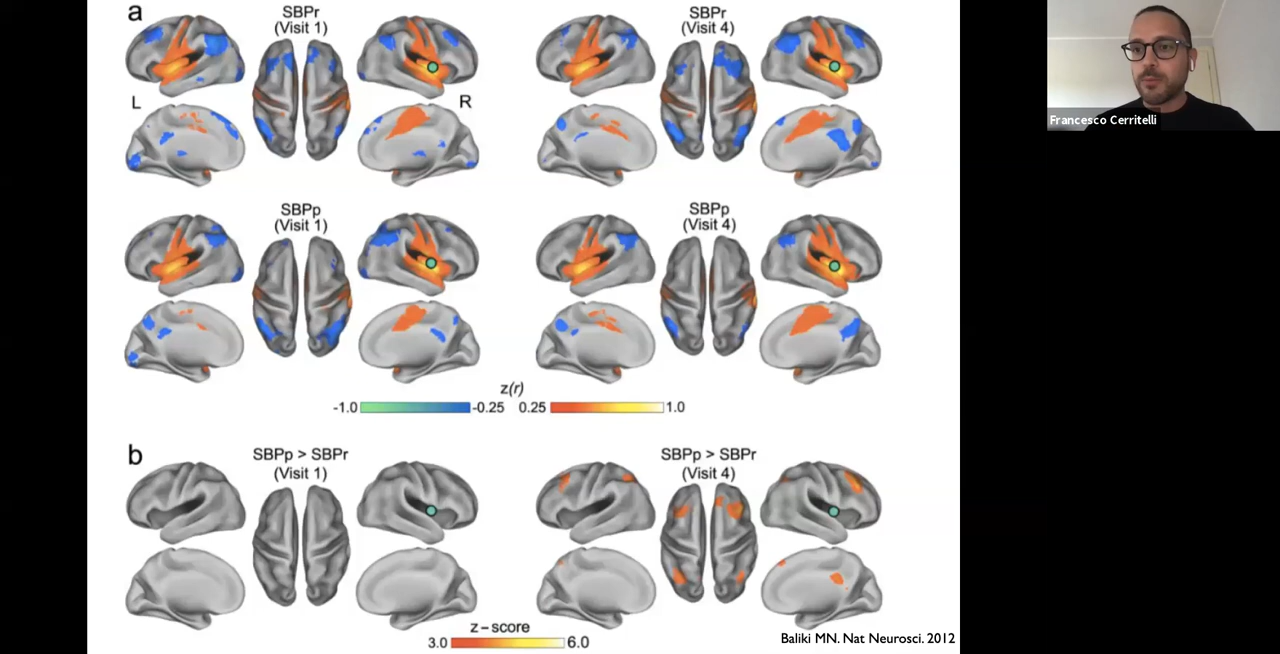 a
SBPr
(Visit 1)
SBPr
(Visit 4)
L
R
SBPp
(Visit 1)
SBPp
(Visit 4)
z(r)
-1.0
-0.25
0.25
1.0
b
SBPp > SBPr
(Visit 1)
SBPp > SBPr
(Visit 4)
z – score
3.0
6.0
Baliki MN. Nat Neurosci. 2012
Francesco Cerritelli